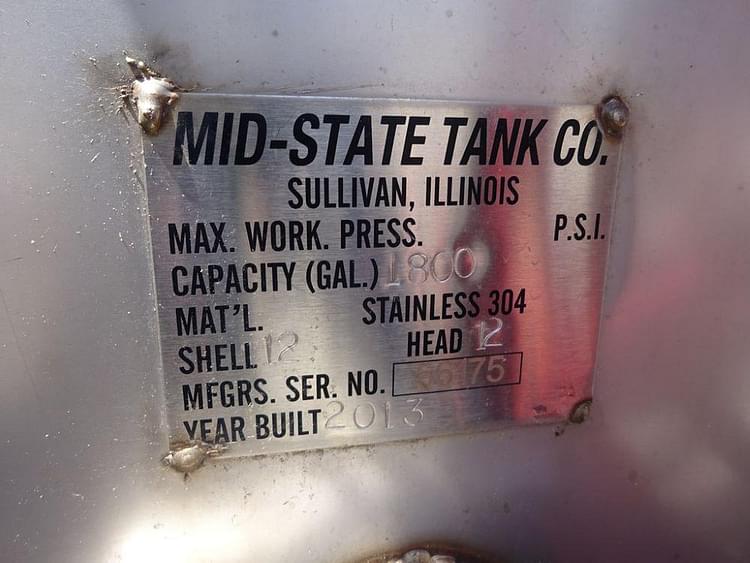 MID-STATE TANK CO.
SULLIVAN, ILLINOIS
MAX. WORK. PRESS. P.S.I.
CAPACITY (GAL.) 1800
MAT'L. STAINLESS 304
SHELL 12 HEAD 12
MFGRS. SER. NO.
YEAR BUILT 2013